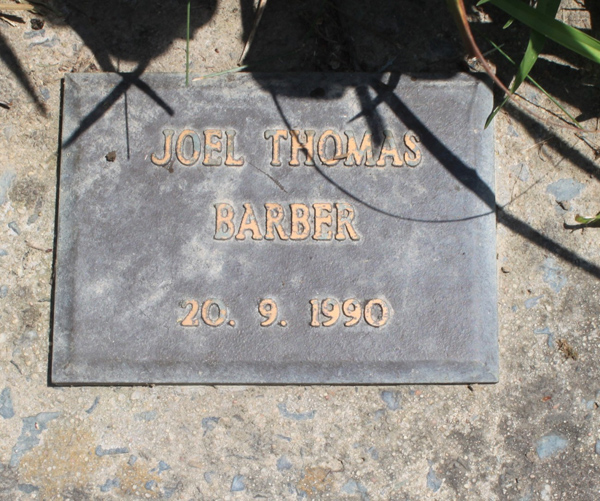 JOEL THOMAS
BARBER
20. 9. 1990